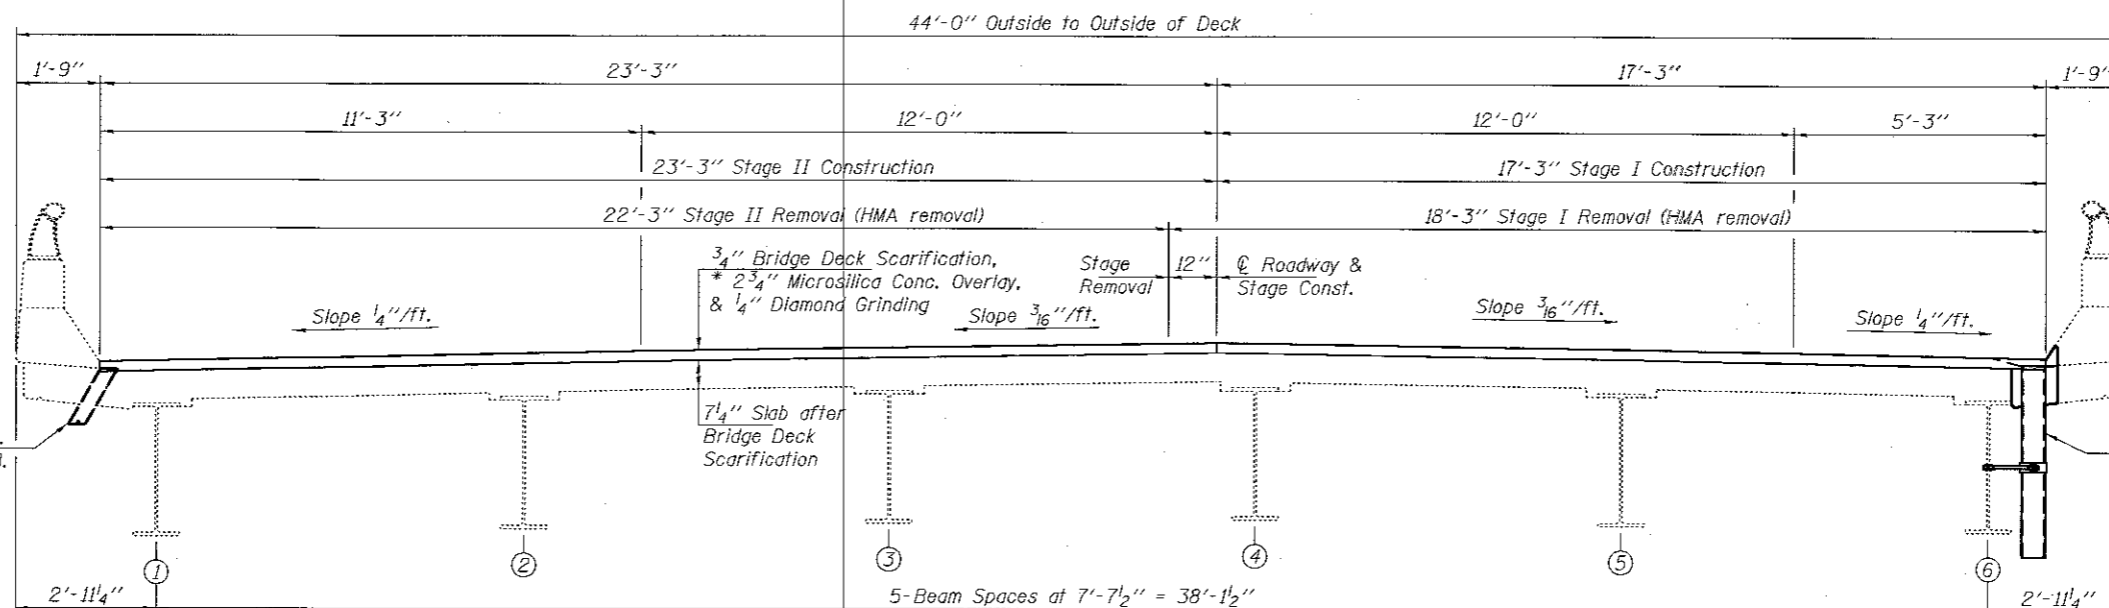 44'-0" Outside to Outside of Deck
1'-9"
23'-3"
17'-3"
1'-9"
11'-3"
12'-0"
12'-0"
5'-3"
23'-3" Stage II Construction
17'-3" Stage I Construction
22'-3" Stage II Removal (HMA removal)
18'-3" Stage I Removal (HMA removal)
3/4" Bridge Deck Scarification,
* 2 3/4" Microsilica Conc. Overlay,
& 1/4" Diamond Grinding
Stage
Removal
12"
℄ Roadway &
Stage Const.
Slope 1/4"/ft.
Slope 3/16"/ft.
Slope 3/16"/ft.
Slope 1/4"/ft.
7 1/4" Slab after
Bridge Deck
Scarification
1
2
3
4
5
6
2'-11 1/4"
5-Beam Spaces at 7'-7 1/2" = 38'-1 1/2"
2'-11 1/4"